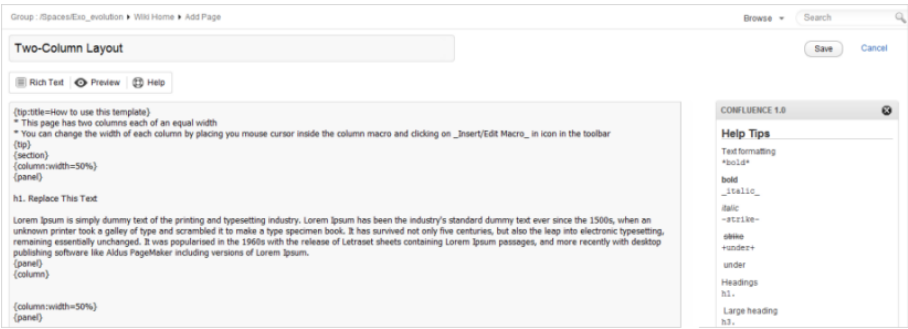 Group : /Spaces/Exo_evolution ▸ Wiki Home ▸ Add Page
Browse
Search
Two-Column Layout
Save
Cancel
Rich Text
Preview
Help
{tip:title=How to use this template}
* This page has two columns each of an equal width
* You can change the width of each column by placing you mouse cursor inside the column macro and clicking on _Insert/Edit Macro_ in icon in the toolbar
{tip}
{section}
{column:width=50%}
{panel}
h1. Replace This Text
Lorem Ipsum is simply dummy text of the printing and typesetting industry. Lorem Ipsum has been the industry's standard dummy text ever since the 1500s, when an
unknown printer took a galley of type and scrambled it to make a type specimen book. It has survived not only five centuries, but also the leap into electronic typesetting,
remaining essentially unchanged. It was popularised in the 1960s with the release of Letraset sheets containing Lorem Ipsum passages, and more recently with desktop
publishing software like Aldus PageMaker including versions of Lorem Ipsum.
{panel}
{column}
{column:width=50%}
{panel}
CONFLUENCE 1.0
Help Tips
Text formatting
*bold*
bold
_italic_
italic
-strike-
strike
+under+
under
Headings
h1.
Large heading
h3.